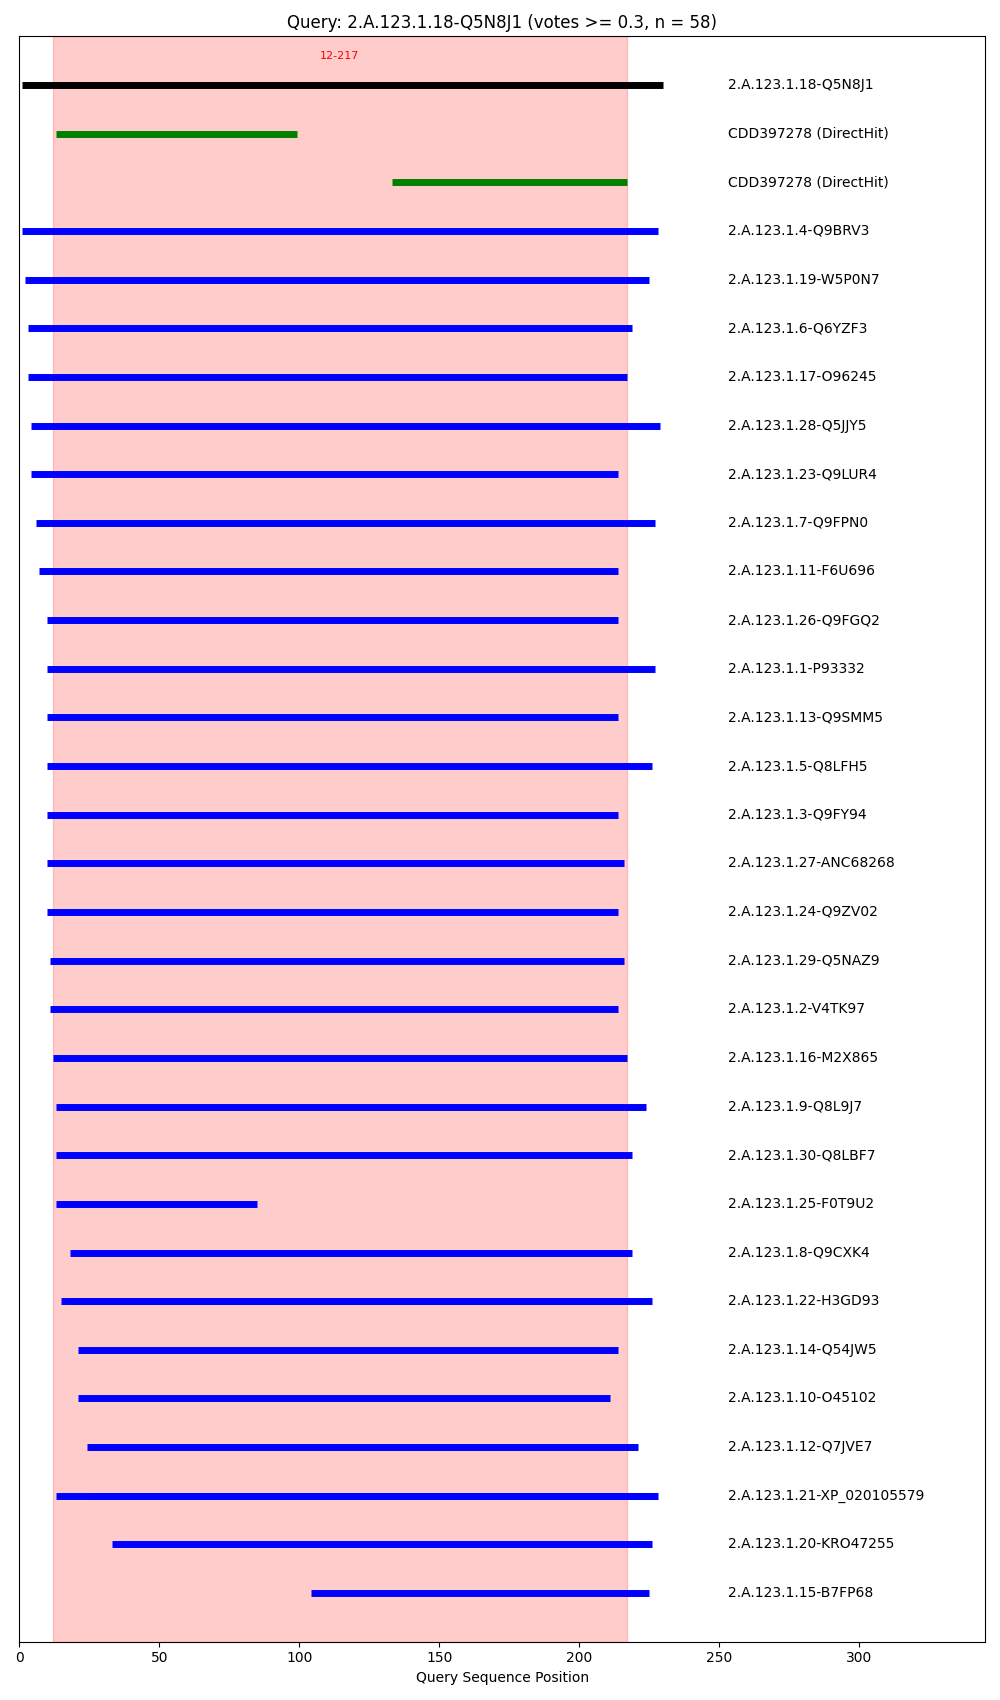 Query: 2.A.123.1.18-Q5N8J1 (votes >= 0.3, n = 58)
12-217
2.A.123.1.18-Q5N8J1
CDD397278 (DirectHit)
CDD397278 (DirectHit)
2.A.123.1.4-Q9BRV3
2.A.123.1.19-W5P0N7
2.A.123.1.6-Q6YZF3
2.A.123.1.17-O96245
2.A.123.1.28-Q5JJY5
2.A.123.1.23-Q9LUR4
2.A.123.1.7-Q9FPN0
2.A.123.1.11-F6U696
2.A.123.1.26-Q9FGQ2
2.A.123.1.1-P93332
2.A.123.1.13-Q9SMM5
2.A.123.1.5-Q8LFH5
2.A.123.1.3-Q9FY94
2.A.123.1.27-ANC68268
2.A.123.1.24-Q9ZV02
2.A.123.1.29-Q5NAZ9
2.A.123.1.2-V4TK97
2.A.123.1.16-M2X865
2.A.123.1.9-Q8L9J7
2.A.123.1.30-Q8LBF7
2.A.123.1.25-F0T9U2
2.A.123.1.8-Q9CXK4
2.A.123.1.22-H3GD93
2.A.123.1.14-Q54JW5
2.A.123.1.10-O45102
2.A.123.1.12-Q7JVE7
2.A.123.1.21-XP_020105579
2.A.123.1.20-KRO47255
2.A.123.1.15-B7FP68
0 50 100 150 200 250 300
Query Sequence Position